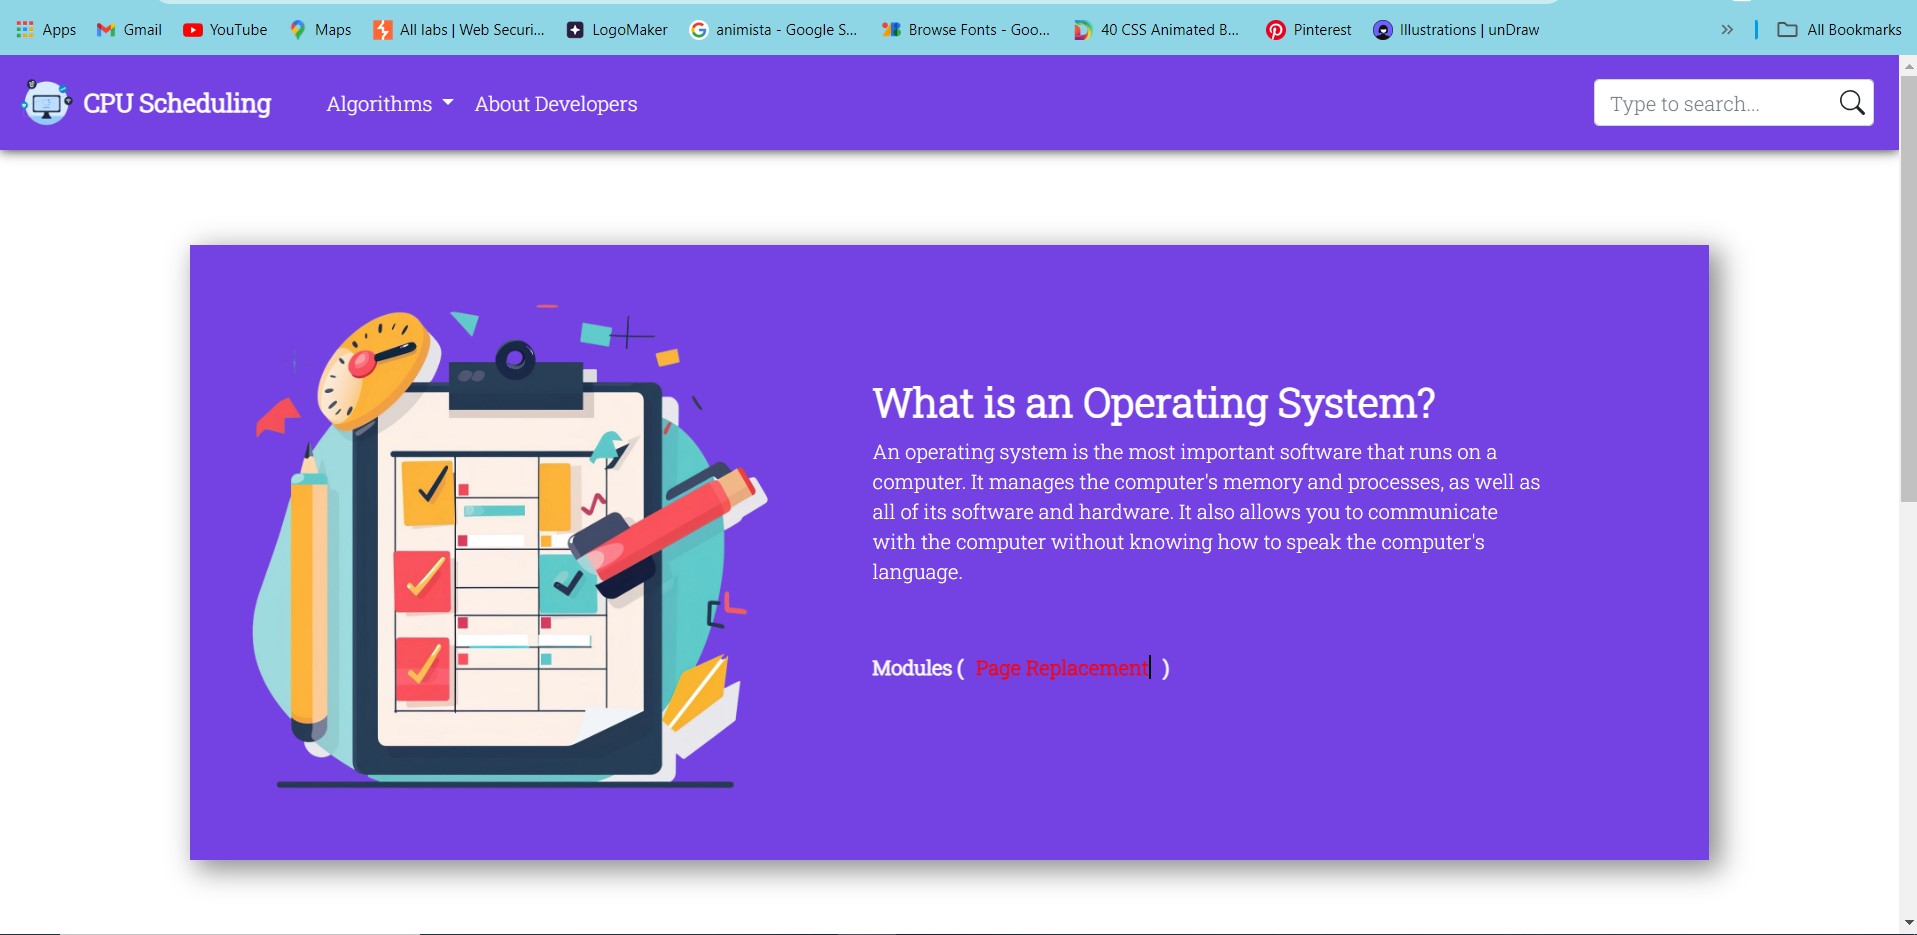 Apps Gmail YouTube Maps All labs | Web Securi... LogoMaker animista - Google S... Browse Fonts - Goo... 40 CSS Animated B... Pinterest Illustrations | unDraw » All Bookmarks
CPU Scheduling Algorithms About Developers Type to search...
What is an Operating System?
An operating system is the most important software that runs on a
computer. It manages the computer's memory and processes, as well as
all of its software and hardware. It also allows you to communicate
with the computer without knowing how to speak the computer's
language.
Modules ( Page Replacement )